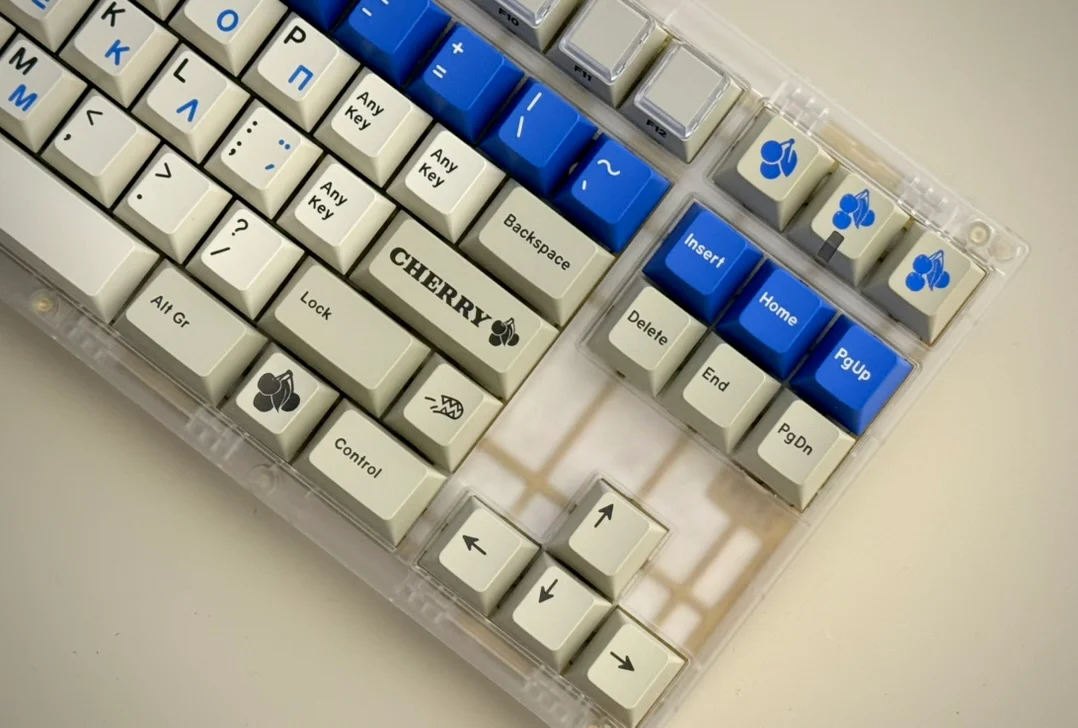 F10
F11
F12
+
=
|
\
~
`
Ο
P
Π
Any
Key
Any
Key
Backspace
K
Κ
L
Λ
:
;
Any
Key
CHERRY
M
Μ
<
,
>
.
?
/
Lock
Alt Gr
Control
Insert
Home
PgUp
Delete
End
PgDn
↑
←
↓
→